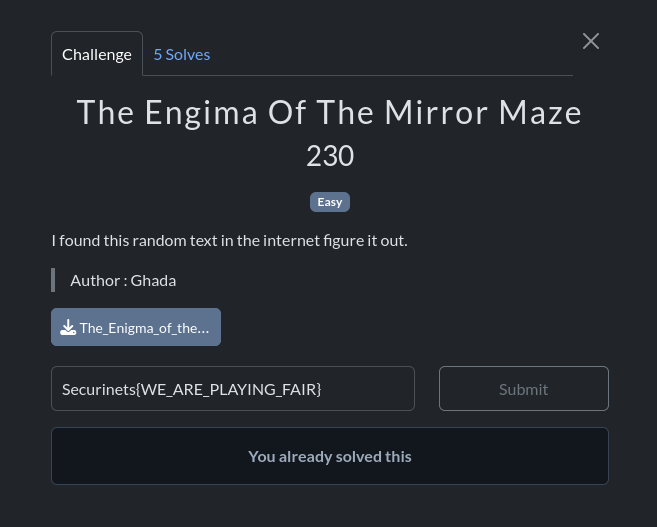 Challenge
5 Solves
The Engima Of The Mirror Maze
230
Easy
I found this random text in the internet figure it out.
Author : Ghada
The_Enigma_of_the...
Securinets{WE_ARE_PLAYING_FAIR}
Submit
You already solved this